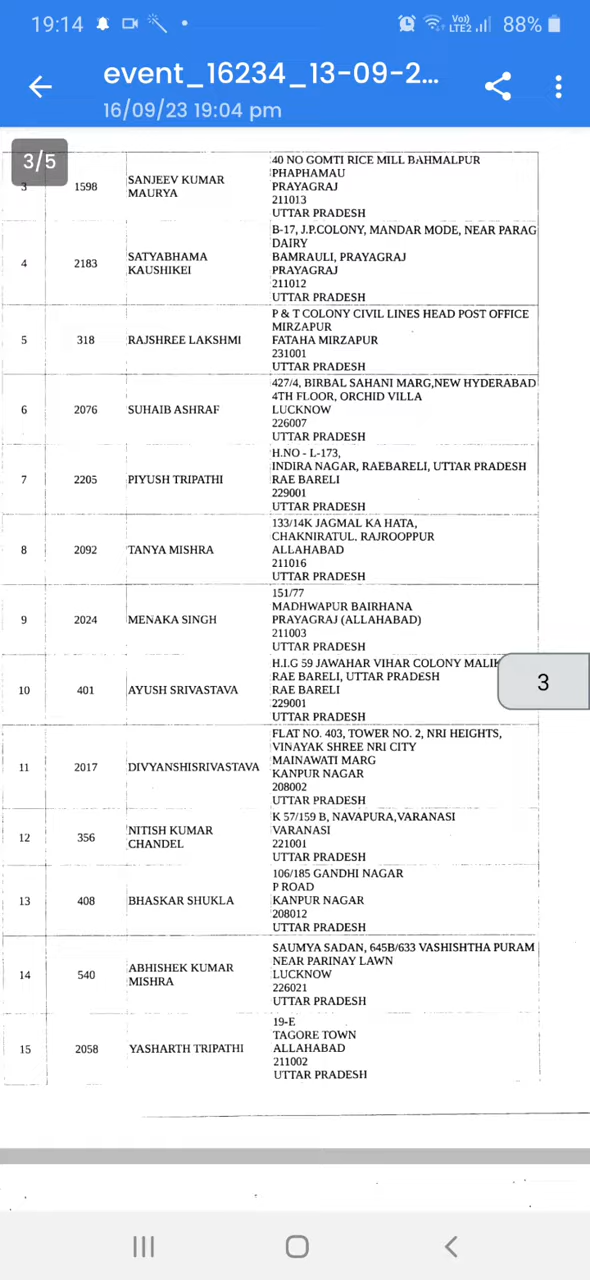 19:14
Vo)) LTE2 88%
event_16234_13-09-2...
16/09/23 19:04 pm
3/5
3 1598 SANJEEV KUMAR MAURYA
40 NO GOMTI RICE MILL BAHMALPUR
PHAPHAMAU
PRAYAGRAJ
211013
UTTAR PRADESH
4 2183 SATYABHAMA KAUSHIKEI
B-17, J.P.COLONY, MANDAR MODE, NEAR PARAG
DAIRY
BAMRAULI, PRAYAGRAJ
PRAYAGRAJ
211012
UTTAR PRADESH
5 318 RAJSHREE LAKSHMI
P & T COLONY CIVIL LINES HEAD POST OFFICE
MIRZAPUR
FATAHA MIRZAPUR
231001
UTTAR PRADESH
6 2076 SUHAIB ASHRAF
427/4, BIRBAL SAHANI MARG,NEW HYDERABAD
4TH FLOOR, ORCHID VILLA
LUCKNOW
226007
UTTAR PRADESH
7 2205 PIYUSH TRIPATHI
H.NO - L-173,
INDIRA NAGAR, RAEBARELI, UTTAR PRADESH
RAE BARELI
229001
UTTAR PRADESH
8 2092 TANYA MISHRA
133/14K JAGMAL KA HATA,
CHAKNIRATUL. RAJROOPPUR
ALLAHABAD
211016
UTTAR PRADESH
9 2024 MENAKA SINGH
151/77
MADHWAPUR BAIRHANA
PRAYAGRAJ (ALLAHABAD)
211003
UTTAR PRADESH
10 401 AYUSH SRIVASTAVA
H.I.G 59 JAWAHAR VIHAR COLONY
RAE BARELI, UTTAR PRADESH
RAE BARELI
229001
UTTAR PRADESH
3
11 2017 DIVYANSHISRIVASTAVA
FLAT NO. 403, TOWER NO. 2, NRI HEIGHTS,
VINAYAK SHREE NRI CITY
MAINAWATI MARG
KANPUR NAGAR
208002
UTTAR PRADESH
12 356 NITISH KUMAR CHANDEL
K 57/159 B, NAVAPURA,VARANASI
VARANASI
221001
UTTAR PRADESH
13 408 BHASKAR SHUKLA
106/185 GANDHI NAGAR
P ROAD
KANPUR NAGAR
208012
UTTAR PRADESH
14 540 ABHISHEK KUMAR MISHRA
SAUMYA SADAN, 645B/633 VASHISHTHA PURAM
NEAR PARINAY LAWN
LUCKNOW
226021
UTTAR PRADESH
15 2058 YASHARTH TRIPATHI
19-E
TAGORE TOWN
ALLAHABAD
211002
UTTAR PRADESH